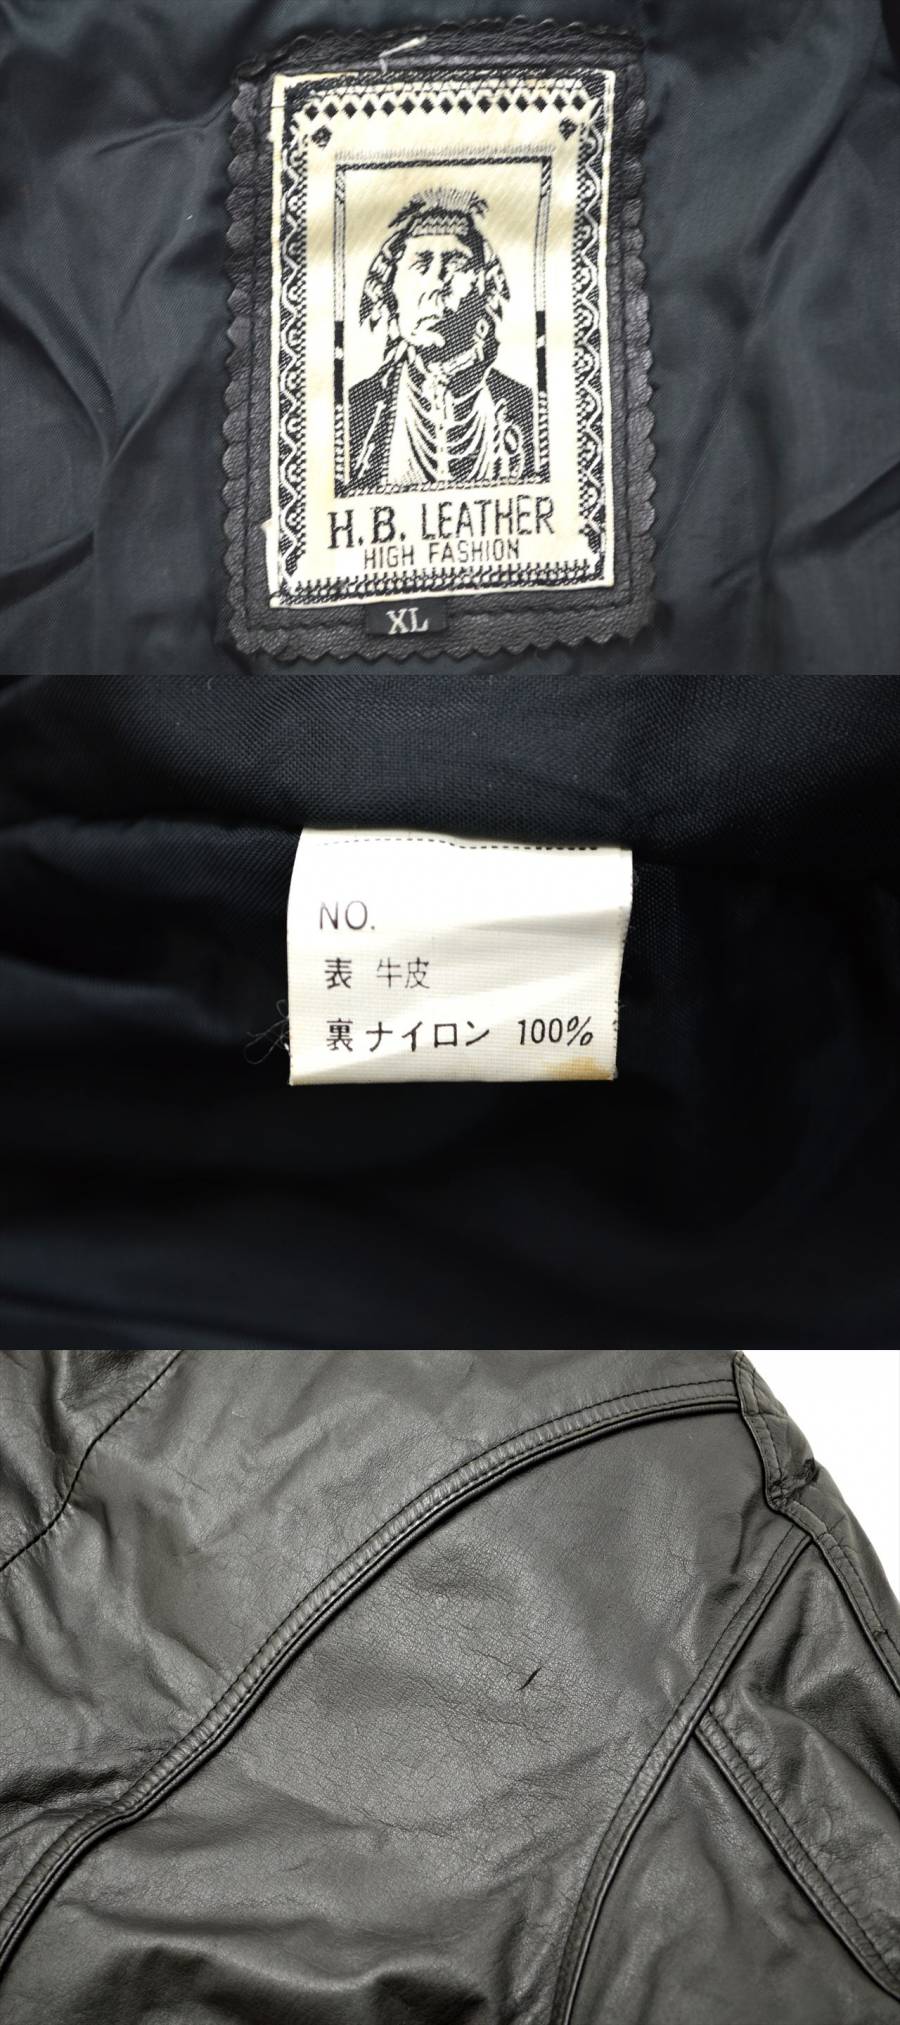 H.B. LEATHER
HIGH FASHION
XL
NO.
表 牛皮
裏 ナイロン 100%